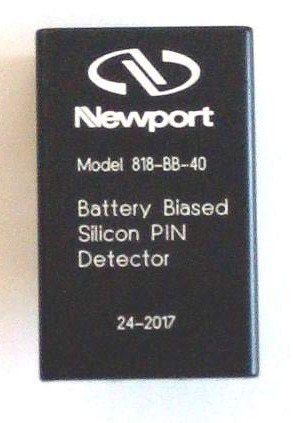 Newport
Model 818-BB-40
Battery Biased
Silicon PIN
Detector
24-2017